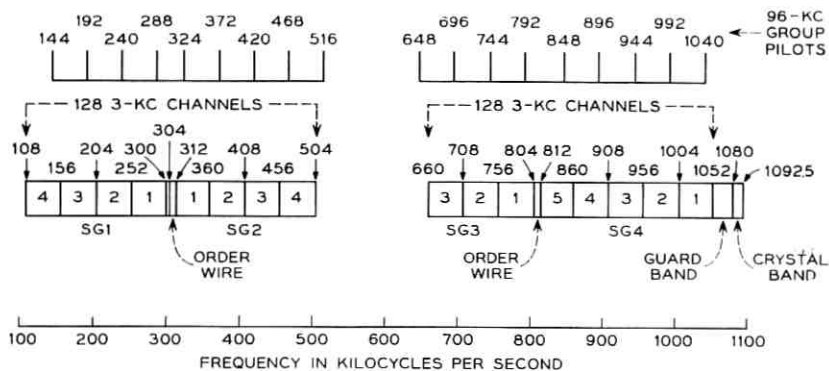 192 288 372 468
144 240 324 420 516
696 792 896 992
648 744 848 944 1040
96-KC
GROUP
PILOTS
128 3-KC CHANNELS
304
108 204 300 312 408 504
156 252 360 456
4 3 2 1 1 2 3 4
SG1 SG2
ORDER
WIRE
128 3-KC CHANNELS
708 804 812 908 1004 1080
660 756 860 956 1052 1092.5
3 2 1 5 4 3 2 1
SG3 SG4
ORDER
WIRE
GUARD
BAND
CRYSTAL
BAND
100 200 300 400 500 600 700 800 900 1000 1100
FREQUENCY IN KILOCYCLES PER SECOND